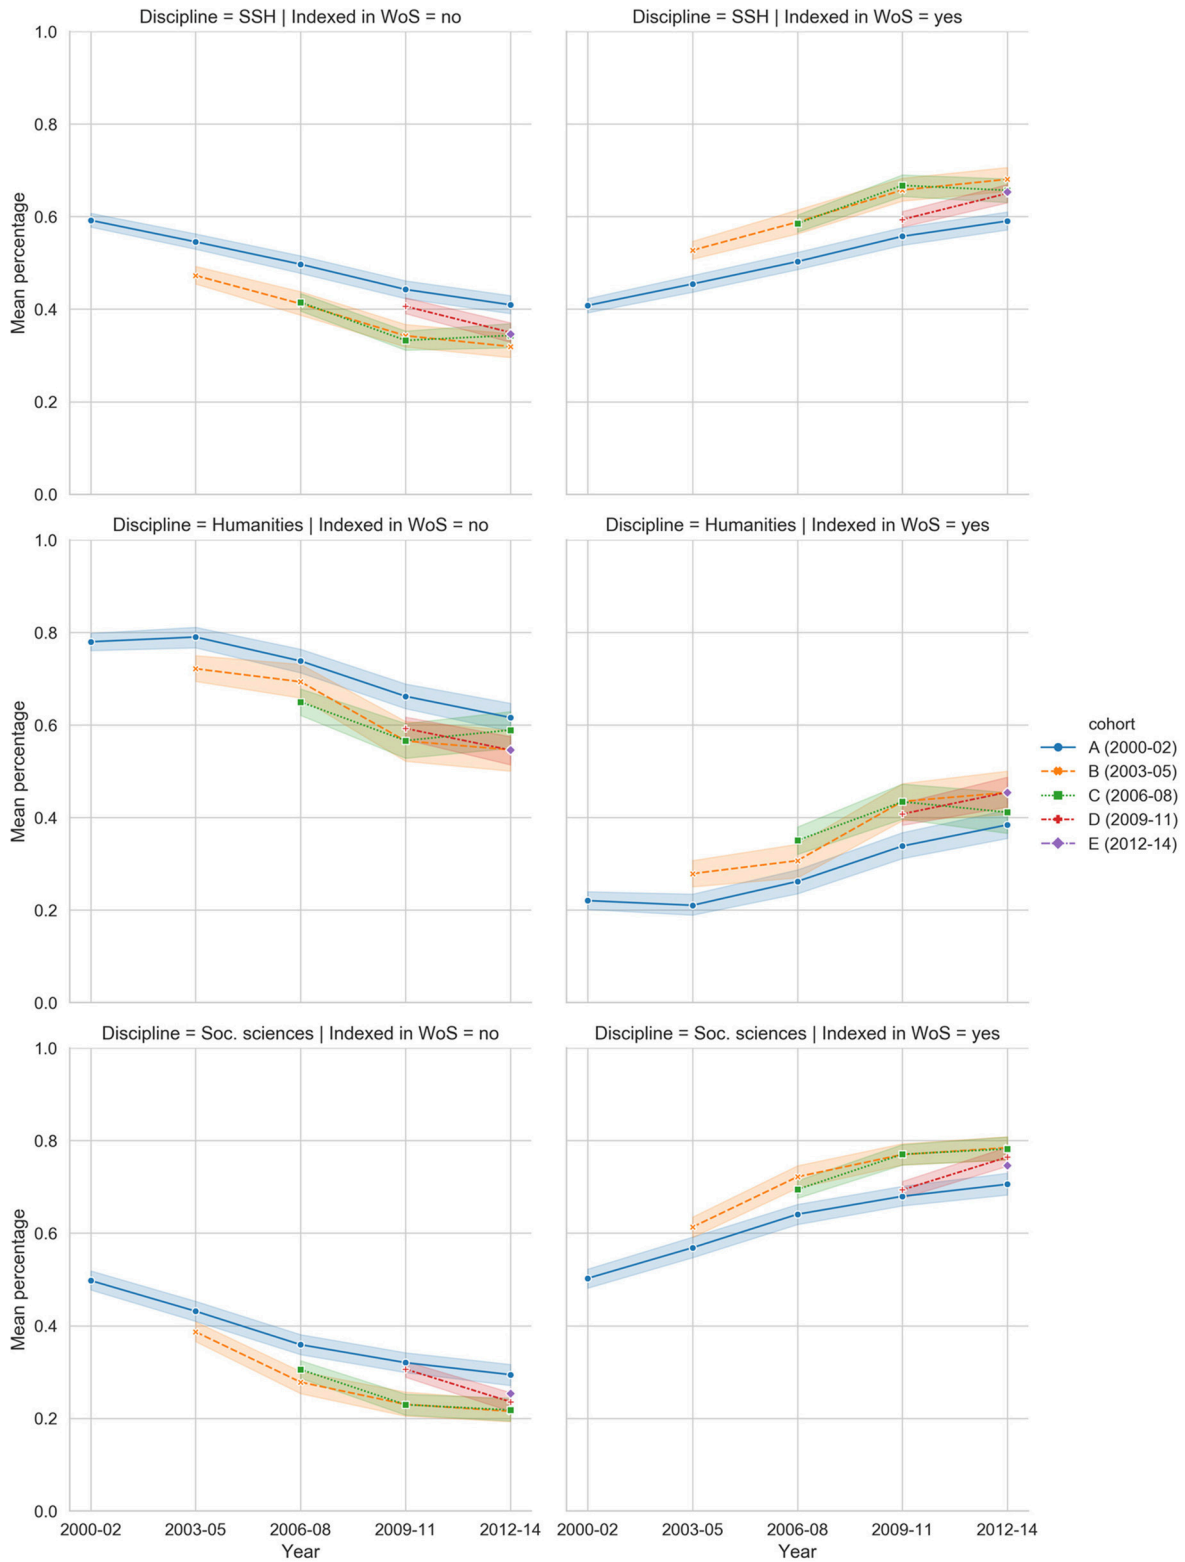 Discipline = SSH | Indexed in WoS = no
Discipline = SSH | Indexed in WoS = yes
1.0
0.8
0.6
0.4
0.2
0.0
Mean percentage
Discipline = Humanities | Indexed in WoS = no
Discipline = Humanities | Indexed in WoS = yes
1.0
0.8
0.6
0.4
0.2
0.0
Mean percentage
cohort
A (2000-02)
B (2003-05)
C (2006-08)
D (2009-11)
E (2012-14)
Discipline = Soc. sciences | Indexed in WoS = no
Discipline = Soc. sciences | Indexed in WoS = yes
1.0
0.8
0.6
0.4
0.2
0.0
Mean percentage
2000-02 2003-05 2006-08 2009-11 2012-14
Year
2000-02 2003-05 2006-08 2009-11 2012-14
Year